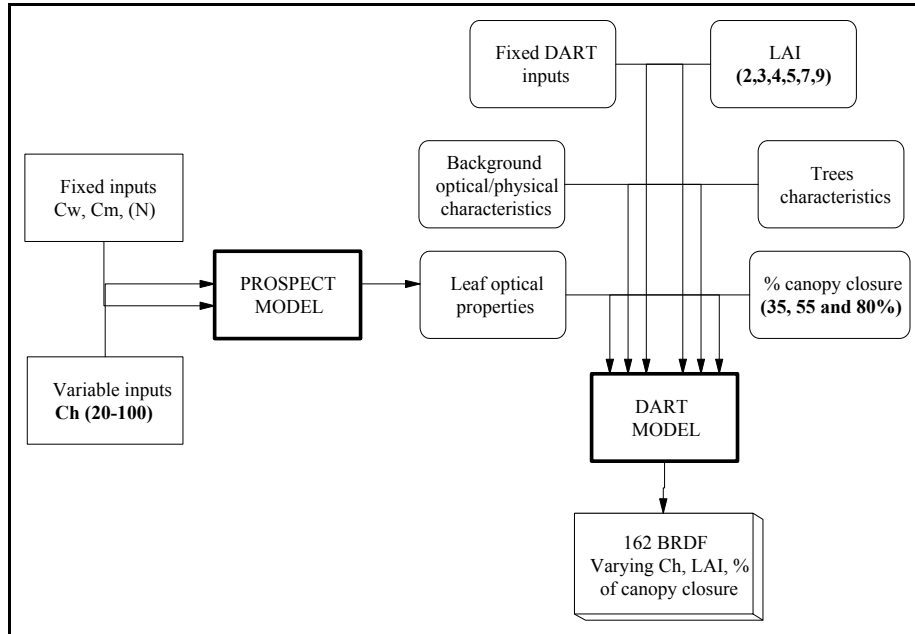 Fixed DART
inputs
LAI
(2,3,4,5,7,9)
Background
optical/physical
characteristics
Trees
characteristics
Fixed inputs
Cw, Cm, (N)
PROSPECT
MODEL
Leaf optical
properties
% canopy closure
(35, 55 and 80%)
Variable inputs
Ch (20-100)
DART
MODEL
162 BRDF
Varying Ch, LAI, %
of canopy closure